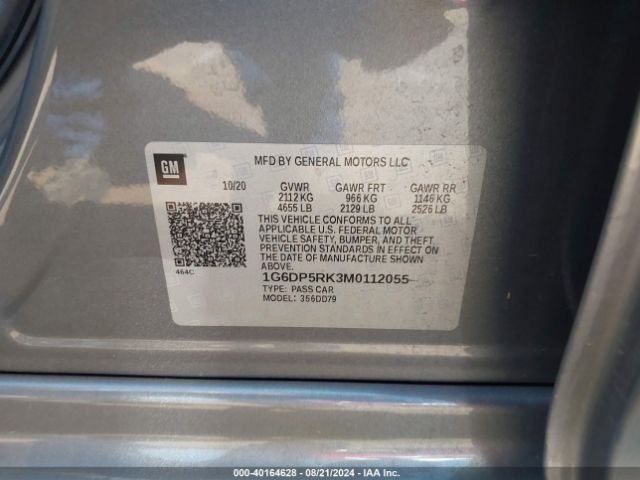 GM
MFD BY GENERAL MOTORS LLC
10/20 GVWR GAWR FRT GAWR RR
2112 KG 966 KG 1146 KG
4655 LB 2129 LB 2526 LB
THIS VEHICLE CONFORMS TO ALL
APPLICABLE U.S. FEDERAL MOTOR
VEHICLE SAFETY, BUMPER, AND THEFT
PREVENTION STANDARDS IN EFFECT ON
THE DATE OF MANUFACTURE SHOWN
ABOVE.
464C
1G6DP5RK3M0112055
TYPE: PASS CAR
MODEL: 356DD79
000-40164628 - 08/21/2024 - IAA Inc.